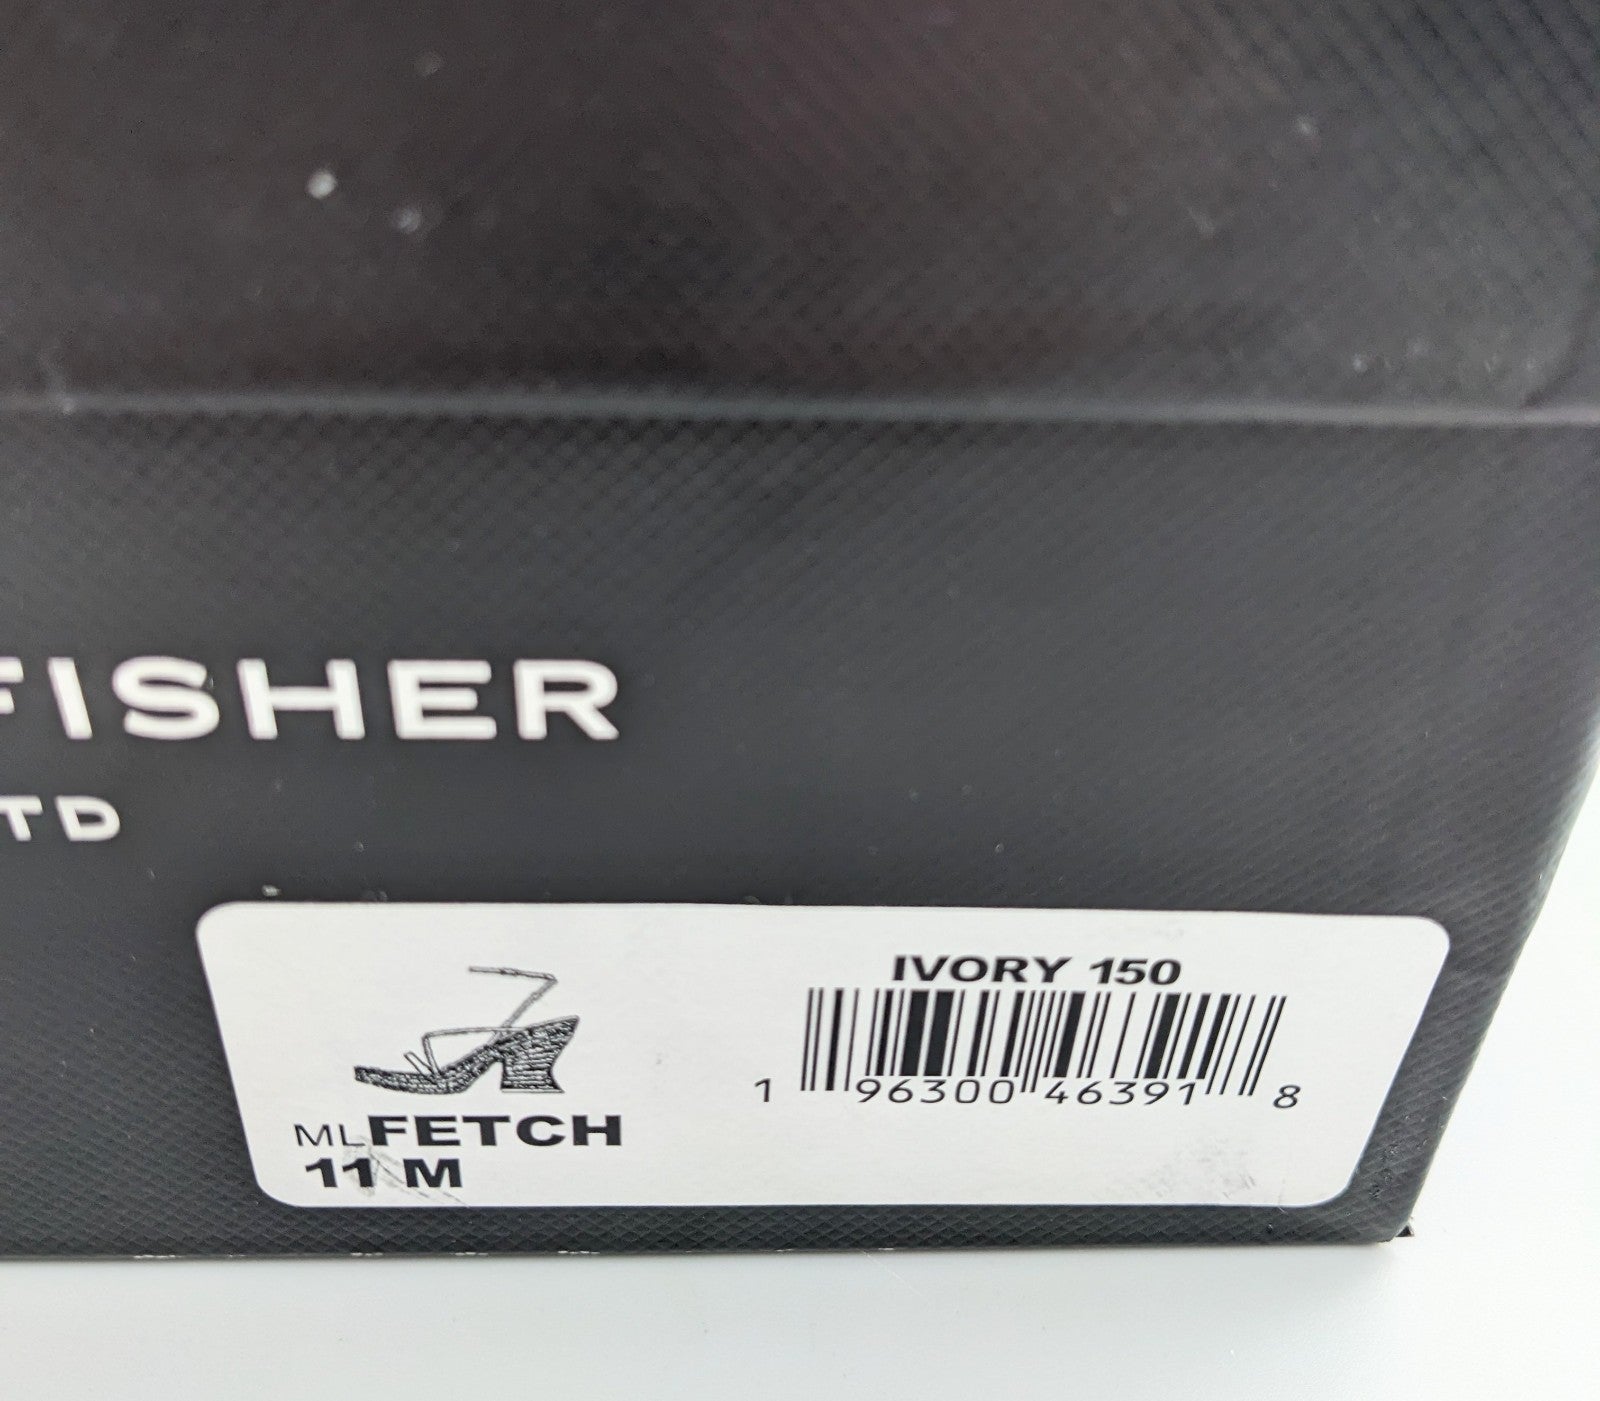 FISHER
TD
IVORY 150
1 96300 46391 8
MLFETCH
11 M